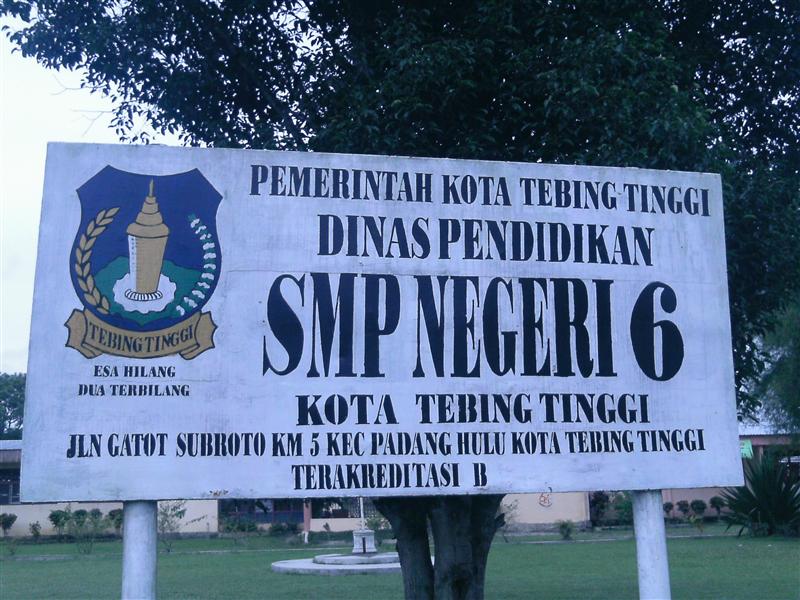 PEMERINTAH KOTA TEBING TINGGI
DINAS PENDIDIKAN
SMP NEGERI 6
KOTA TEBING TINGGI
JLN GATOT SUBROTO KM 5 KEC PADANG HULU KOTA TEBING TINGGI
TERAKREDITASI B
TEBING TINGGI
ESA HILANG
DUA TERBILANG